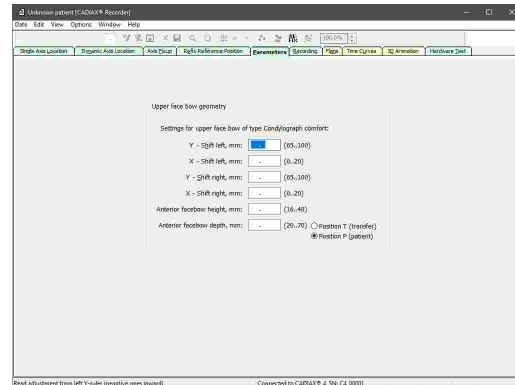 Unknown patient [CADIAX® Recorder]
Data Edit View Options Window Help
100.0%
Single Axis Location Dynamic Axis Location Axis Fixup Refix Reference Position Parameters Recording Flags Time Curves 3D Animation Hardware Test
Upper face bow geometry
Settings for upper face bow of type Condylograph comfort:
Y - Shift left, mm: (65..100)
X - Shift left, mm: (0..20)
Y - Shift right, mm: (65..100)
X - Shift right, mm: (0..20)
Anterior facebow height, mm: (16..40)
Anterior facebow depth, mm: (20..70) Position T (transfer)
Position P (patient)
Read adjustment from left Y-ruler (negative ones inward) Connected to CADIAX® 4 SN: C4 00001